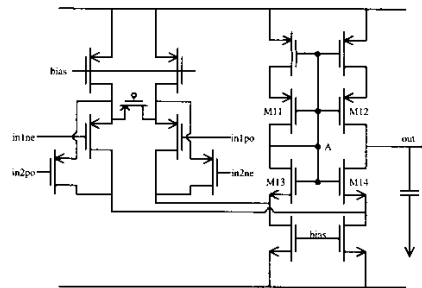 bias
M11
M12
in1ne
in1po
out
A
in2po
in2ne
M13
M14
bias